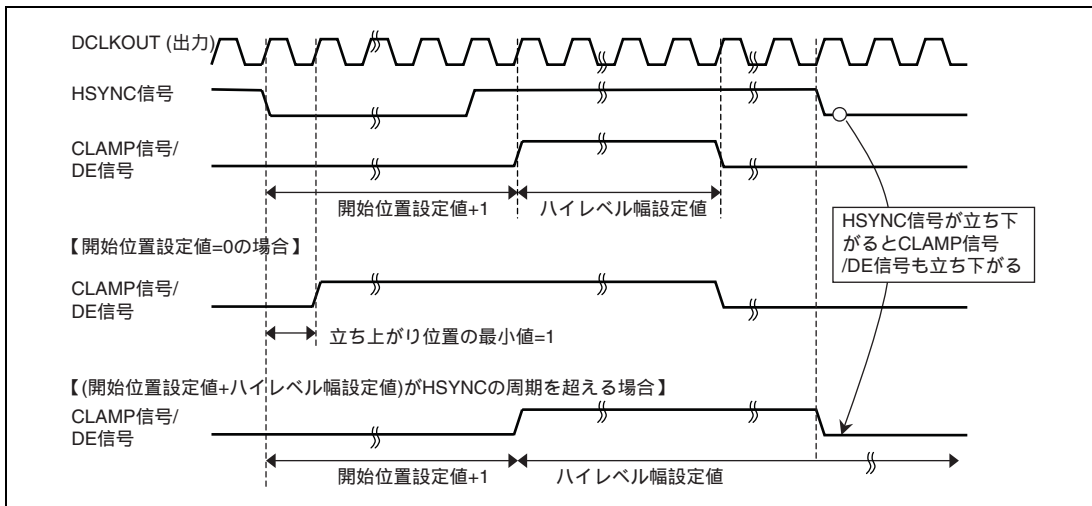 DCLKOUT (出力)
HSYNC信号
CLAMP信号/
DE信号
開始位置設定値+1
ハイレベル幅設定値
HSYNC信号が立ち下
がるとCLAMP信号
/DE信号も立ち下がる
【開始位置設定値=0の場合】
CLAMP信号/
DE信号
立ち上がり位置の最小値=1
【(開始位置設定値+ハイレベル幅設定値)がHSYNCの周期を超える場合】
CLAMP信号/
DE信号
開始位置設定値+1
ハイレベル幅設定値